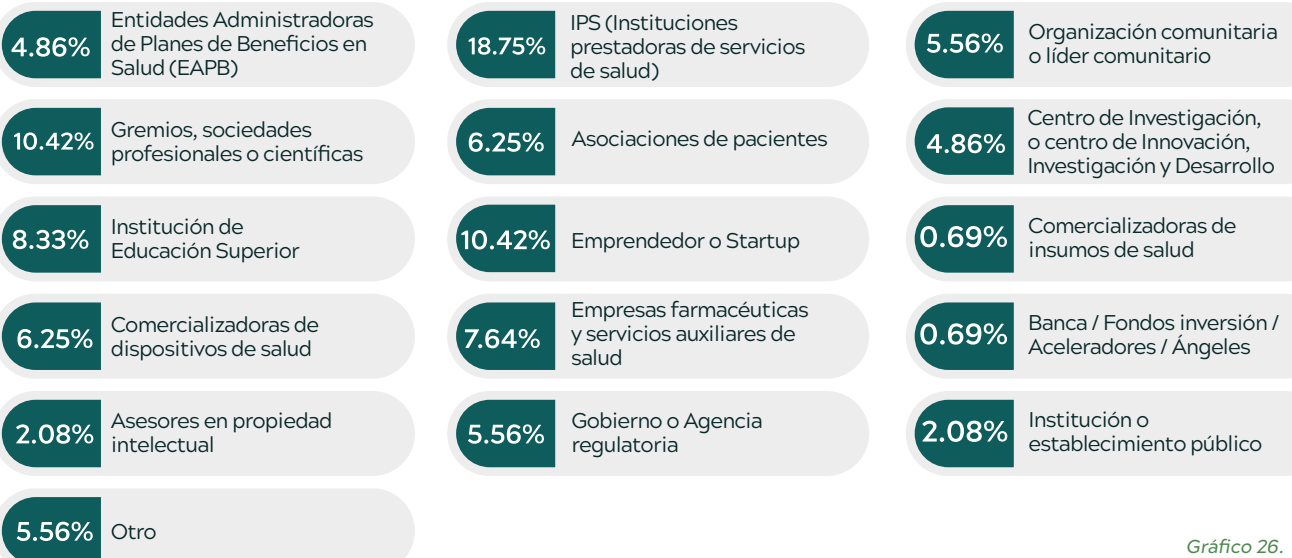 4.86%
Entidades Administradoras
de Planes de Beneficios en
Salud (EAPB)
18.75%
IPS (Instituciones
prestadoras de servicios
de salud)
5.56%
Organización comunitaria
o líder comunitario
10.42%
Gremios, sociedades
profesionales o científicas
6.25%
Asociaciones de pacientes
4.86%
Centro de Investigación,
o centro de Innovación,
Investigación y Desarrollo
8.33%
Institución de
Educación Superior
10.42%
Emprendedor o Startup
0.69%
Comercializadoras de
insumos de salud
6.25%
Comercializadoras de
dispositivos de salud
7.64%
Empresas farmacéuticas
y servicios auxiliares de
salud
0.69%
Banca / Fondos inversión /
Aceleradores / Ángeles
2.08%
Asesores en propiedad
intelectual
5.56%
Gobierno o Agencia
regulatoria
2.08%
Institución o
establecimiento público
5.56%
Otro
Gráfico 26.